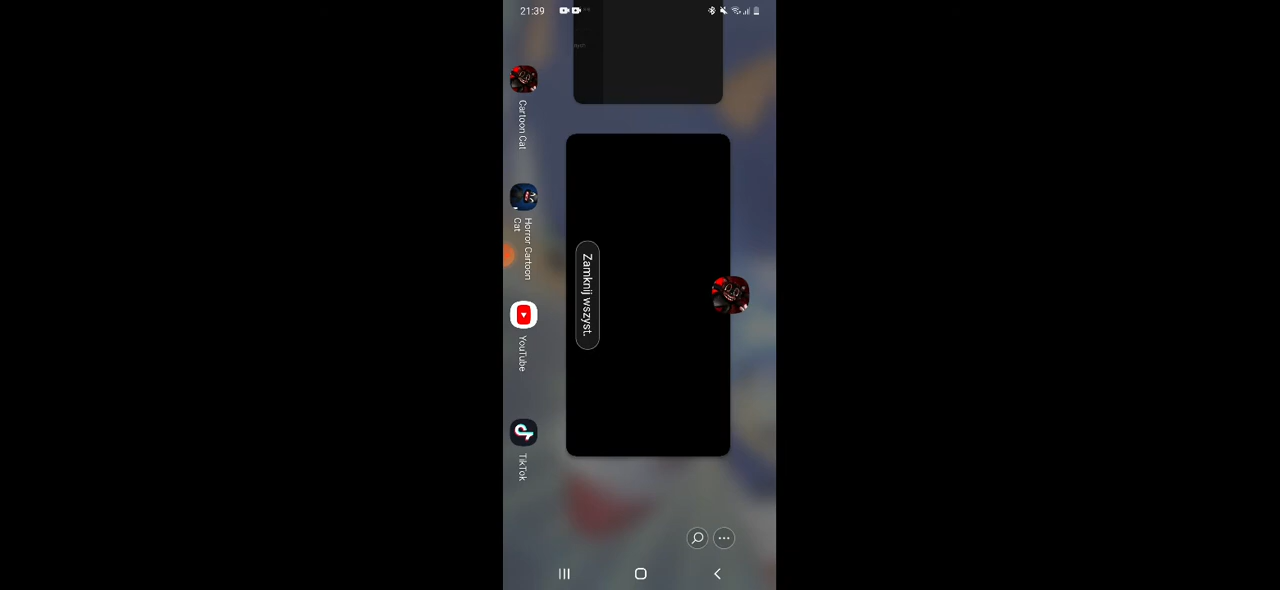 21:39
Cartoon Cat
Horror Cartoon
Cat
YouTube
TikTok
Zamknij wszyst.